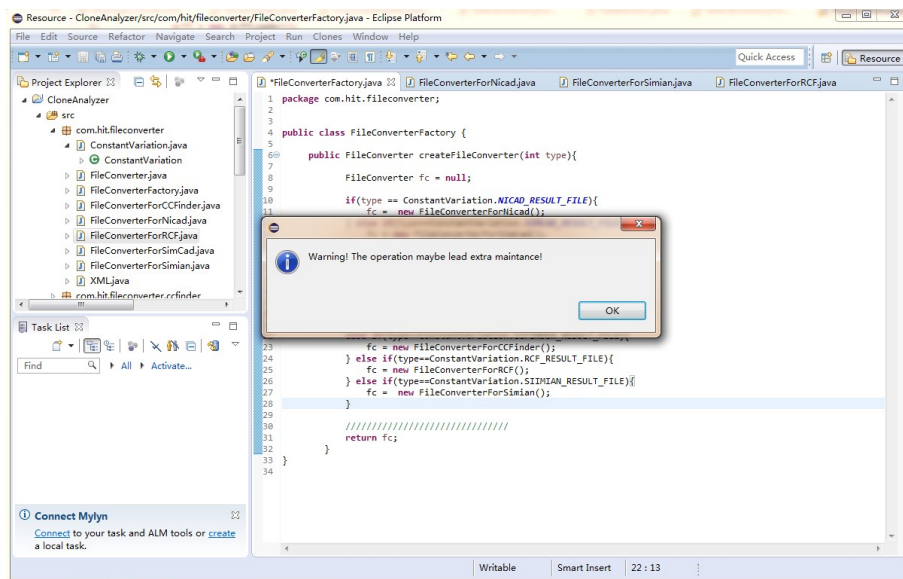 Resource - CloneAnalyzer/src/com/hit/fileconverter/FileConverterFactory.java - Eclipse Platform
File Edit Source Refactor Navigate Search Project Run Clones Window Help
Quick Access
Resource
Project Explorer
CloneAnalyzer
src
com.hit.fileconverter
ConstantVariation.java
ConstantVariation
FileConverter.java
FileConverterFactory.java
FileConverterForCCFinder.java
FileConverterForNicad.java
FileConverterForRCF.java
FileConverterForSimCad.java
FileConverterForSimian.java
XML.java
com.hit.fileconverter.ccfinder
Task List
Find All Activate...
Connect Mylyn
Connect to your task and ALM tools or create
a local task.
*FileConverterFactory.java FileConverterForNicad.java FileConverterForSimian.java FileConverterForRCF.java
1 package com.hit.fileconverter;
2
3
4 public class FileConverterFactory {
5
6 public FileConverter createFileConverter(int type){
7
8 FileConverter fc = null;
9
10 if(type == ConstantVariation.NICAD_RESULT_FILE){
11 fc = new FileConverterForNicad();
Warning! The operation maybe lead extra maintance!
OK
23 fc = new FileConverterForCCFinder();
24 } else if(type==ConstantVariation.RCF_RESULT_FILE){
25 fc = new FileConverterForRCF();
26 } else if(type==ConstantVariation.SIIMIAN_RESULT_FILE){
27 fc = new FileConverterForSimian();
28 }
29
30 ///////////////////////////////
31 return fc;
32 }
33 }
34
Writable Smart Insert 22 : 13